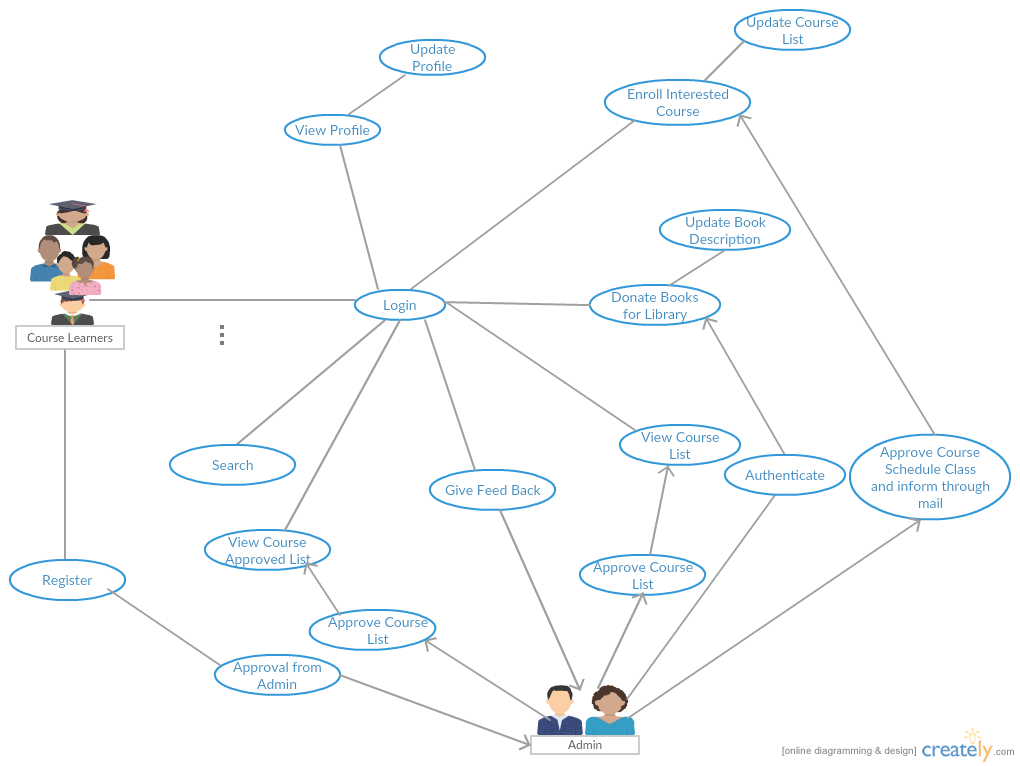 Update Course
List
Update
Profile
Enroll Interested
Course
View Profile
Update Book
Description
Login
Donate Books
for Library
Course Learners
View Course
List
Search
Give Feed Back
Authenticate
Approve Course
Schedule Class
and inform through
mail
View Course
Approved List
Register
Approve Course
List
Approve Course
List
Approval from
Admin
Admin
[online diagramming & design] creately.com